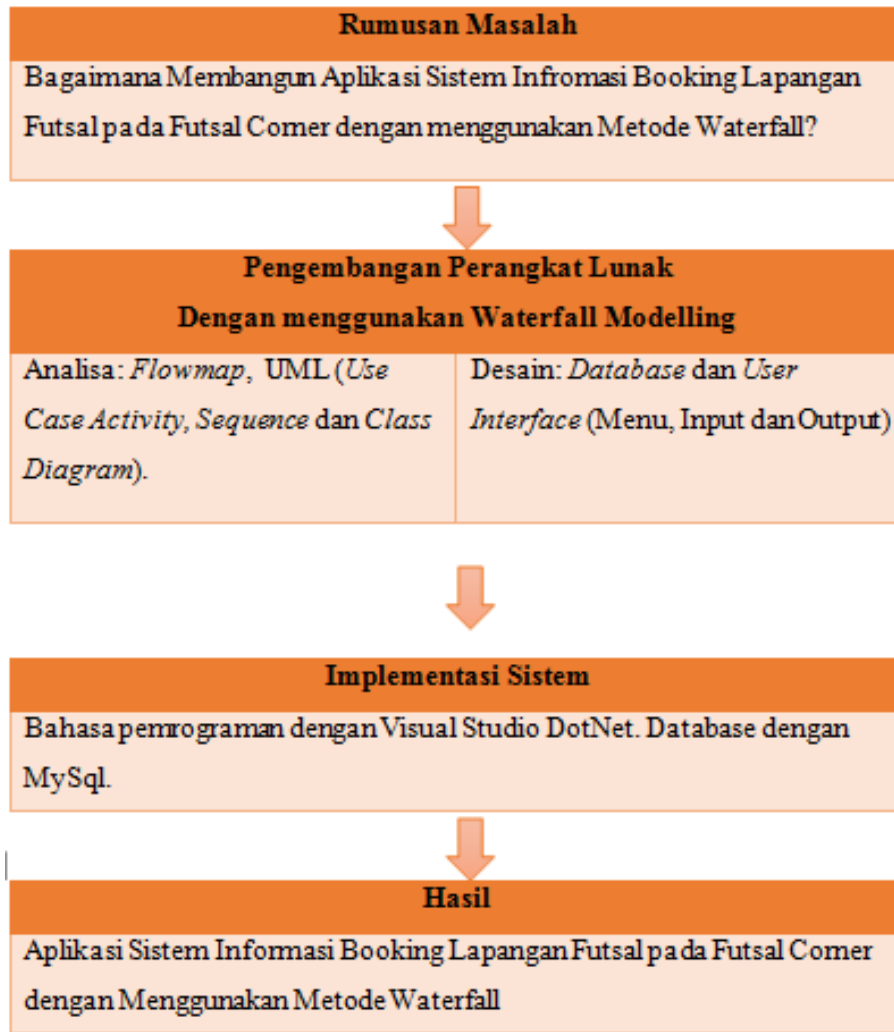 Rumusan Masalah
Bagaimana Membangun Aplikasi Sistem Infromasi Booking Lapangan
Futsal pada Futsal Corner dengan menggunakan Metode Waterfall?
Pengembangan Perangkat Lunak
Dengan menggunakan Waterfall Modelling
Analisa: Flowmap, UML (Use
Case Activity, Sequence dan Class
Diagram).
Desain: Database dan User
Interface (Menu, Input dan Output)
Implementasi Sistem
Bahasa pemrograman dengan Visual Studio DotNet. Database dengan
MySql.
Hasil
Aplikasi Sistem Informasi Booking Lapangan Futsal pada Futsal Corner
dengan Menggunakan Metode Waterfall